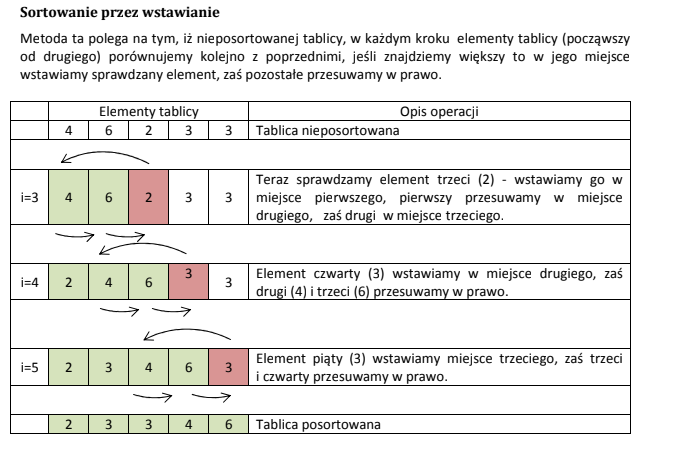 Sortowanie przez wstawianie
Metoda ta polega na tym, iż nieposortowanej tablicy, w każdym kroku elementy tablicy (począwszy
od drugiego) porównujemy kolejno z poprzednimi, jeśli znajdziemy większy to w jego miejsce
wstawiamy sprawdzany element, zaś pozostałe przesuwamy w prawo.
Elementy tablicy Opis operacji
4 6 2 3 3 Tablica nieposortowana
Teraz sprawdzamy element trzeci (2) - wstawiamy go w
i=3 4 6 2 3 3 miejsce pierwszego, pierwszy przesuwamy w miejsce
drugiego, zaś drugi w miejsce trzeciego.
i=4 2 4 6 3 3 Element czwarty (3) wstawiamy w miejsce drugiego, zaś
drugi (4) i trzeci (6) przesuwamy w prawo.
i=5 2 3 4 6 3 Element piąty (3) wstawiamy miejsce trzeciego, zaś trzeci
i czwarty przesuwamy w prawo.
2 3 3 4 6 Tablica posortowana